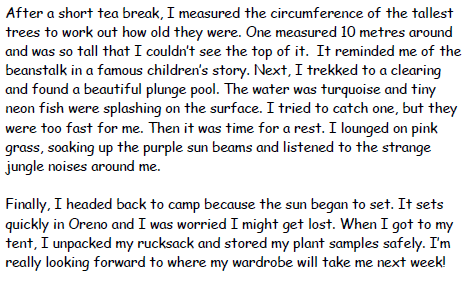 After a short tea break, I measured the circumference of the tallest
trees to work out how old they were. One measured 10 metres around
and was so tall that I couldn't see the top of it.  It reminded me of the
beanstalk in a famous children's story. Next, I trekked to a clearing
and found a beautiful plunge pool. The water was turquoise and tiny
neon fish were splashing on the surface. I tried to catch one, but they
were too fast for me. Then it was time for a rest. I lounged on pink
grass, soaking up the purple sun beams and listened to the strange
jungle noises around me.

Finally, I headed back to camp because the sun began to set. It sets
quickly in Oreno and I was worried I might get lost. When I got to my
tent, I unpacked my rucksack and stored my plant samples safely. I'm
really looking forward to where my wardrobe will take me next week!